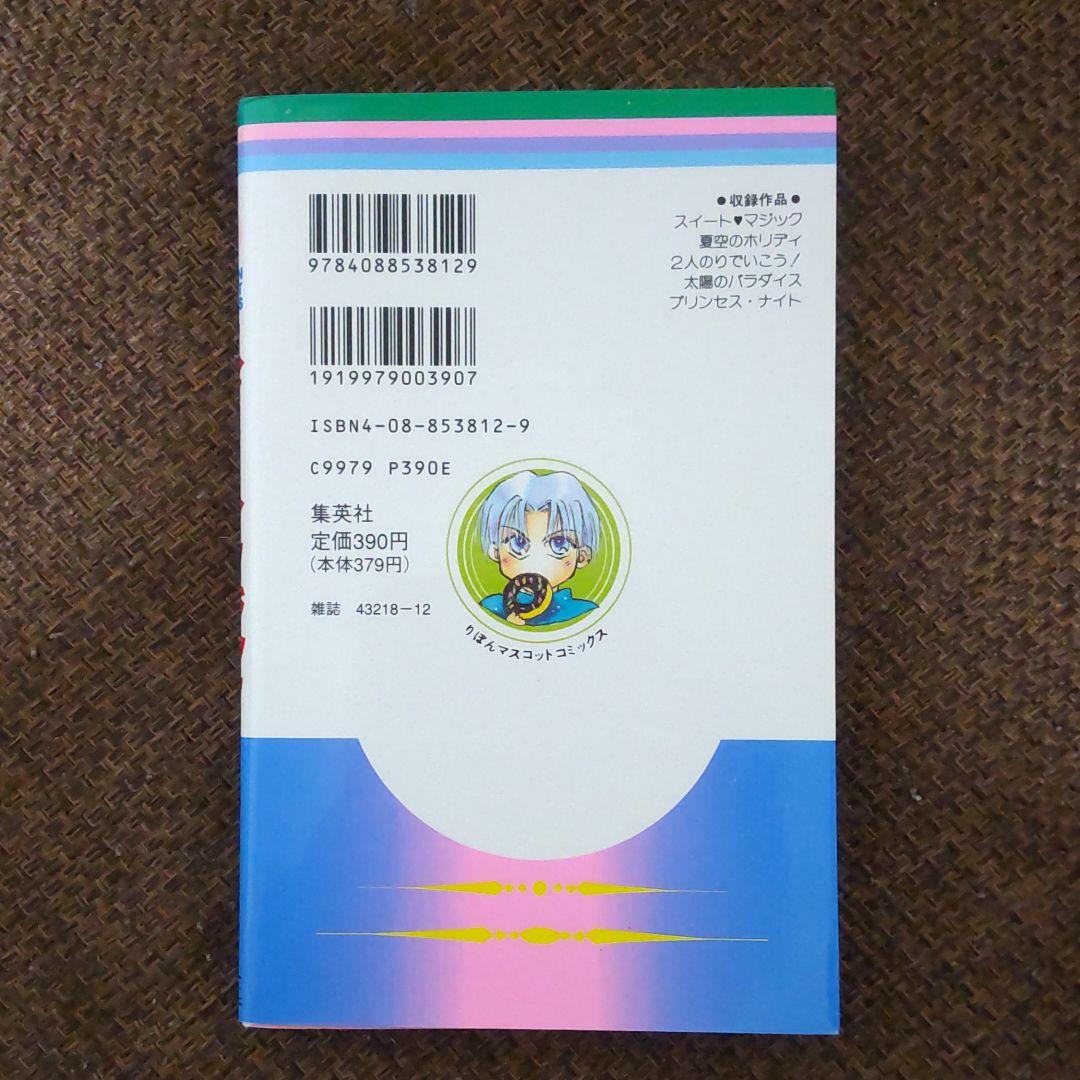 9784088538129
1919979003907
ISBN4-08-853812-9
C9979 P390E
集英社
定価390円
(本体379円)
雑誌 43218-12
●収録作品●
スイート♥マジック
夏空のホリデイ
2人のりでいこう!
太陽のパラダイス
プリンセス・ナイト
りぼんマスコットコミックス